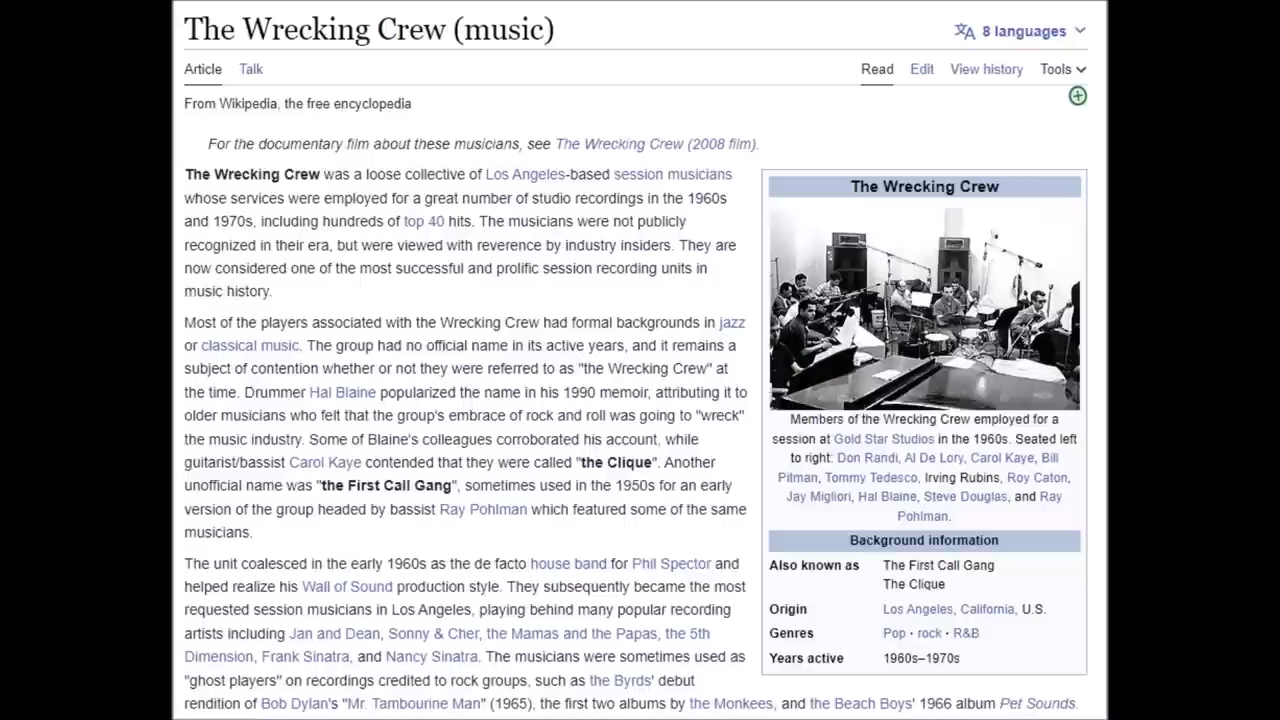 The Wrecking Crew (music)
8 languages
Article Talk
Read Edit View history Tools
From Wikipedia, the free encyclopedia
For the documentary film about these musicians, see The Wrecking Crew (2008 film).
The Wrecking Crew was a loose collective of Los Angeles-based session musicians
whose services were employed for a great number of studio recordings in the 1960s
and 1970s, including hundreds of top 40 hits. The musicians were not publicly
recognized in their era, but were viewed with reverence by industry insiders. They are
now considered one of the most successful and prolific session recording units in
music history.
Most of the players associated with the Wrecking Crew had formal backgrounds in jazz
or classical music. The group had no official name in its active years, and it remains a
subject of contention whether or not they were referred to as "the Wrecking Crew" at
the time. Drummer Hal Blaine popularized the name in his 1990 memoir, attributing it to
older musicians who felt that the group's embrace of rock and roll was going to "wreck"
the music industry. Some of Blaine's colleagues corroborated his account, while
guitarist/bassist Carol Kaye contended that they were called "the Clique". Another
unofficial name was "the First Call Gang", sometimes used in the 1950s for an early
version of the group headed by bassist Ray Pohlman which featured some of the same
musicians.
The unit coalesced in the early 1960s as the de facto house band for Phil Spector and
helped realize his Wall of Sound production style. They subsequently became the most
requested session musicians in Los Angeles, playing behind many popular recording
artists including Jan and Dean, Sonny & Cher, the Mamas and the Papas, the 5th
Dimension, Frank Sinatra, and Nancy Sinatra. The musicians were sometimes used as
"ghost players" on recordings credited to rock groups, such as the Byrds' debut
rendition of Bob Dylan's "Mr. Tambourine Man" (1965), the first two albums by the Monkees, and the Beach Boys' 1966 album Pet Sounds.
The Wrecking Crew
Members of the Wrecking Crew employed for a
session at Gold Star Studios in the 1960s. Seated left
to right: Don Randi, Al De Lory, Carol Kaye, Bill
Pitman, Tommy Tedesco, Irving Rubins, Roy Caton,
Jay Migliori, Hal Blaine, Steve Douglas, and Ray
Pohlman.
Background information
Also known as The First Call Gang
The Clique
Origin Los Angeles, California, U.S.
Genres Pop · rock · R&B
Years active 1960s–1970s